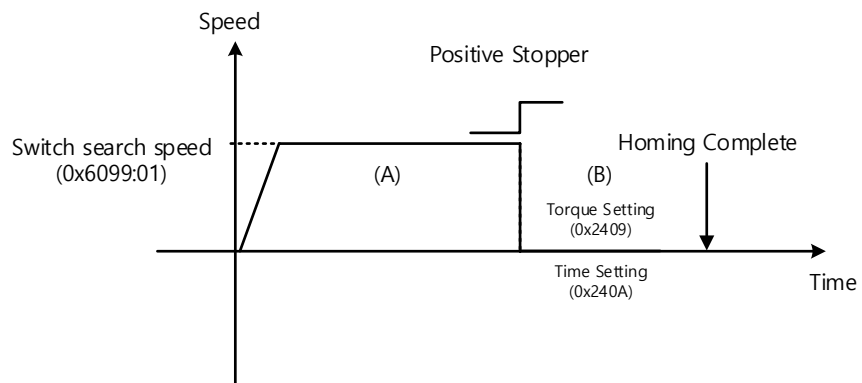 Speed
Positive Stopper
Switch search speed
(0x6099:01)
Homing Complete
(A)
(B)
Torque Setting
(0x2409)
Time Setting
(0x240A)
Time